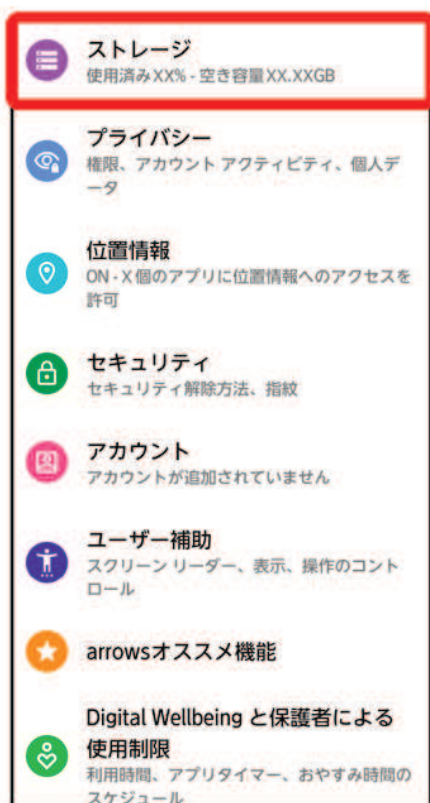 ストレージ
使用済みXX% - 空き容量XX.XXGB
プライバシー
権限、アカウント アクティビティ、個人デ
ータ
位置情報
ON - X 個のアプリに位置情報へのアクセスを
許可
セキュリティ
セキュリティ解除方法、指紋
アカウント
アカウントが追加されていません
ユーザー補助
スクリーン リーダー、表示、操作のコント
ロール
arrowsオススメ機能
Digital Wellbeing と保護者による
使用制限
利用時間、アプリタイマー、おやすみ時間の
スケジュール